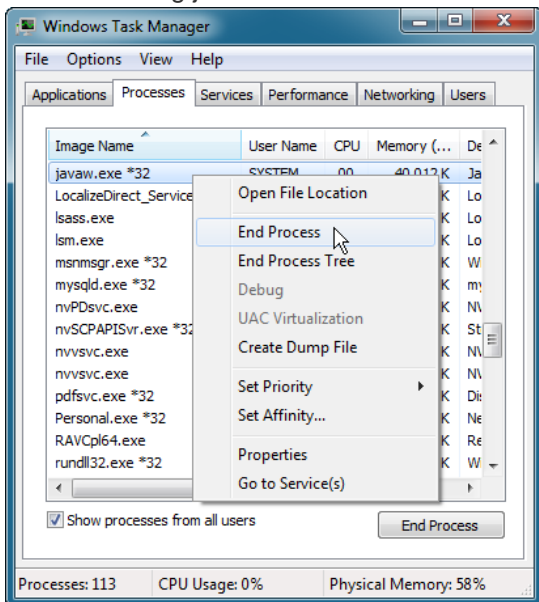 Windows Task Manager
File Options View Help
Applications Processes Services Performance Networking Users
Image Name User Name CPU Memory (... De
javaw.exe *32 SYSTEM 00 40 012 K Ja
LocalizeDirect_Service K Lo
lsass.exe K Lo
lsm.exe K Lo
msnmsgr.exe *32 K W
mysqld.exe *32 K my
nvPDsvc.exe K NV
nvSCPAPISvr.exe *32 K St
nvvsvc.exe K NV
nvvsvc.exe K NV
pdfsvc.exe *32 K Dis
Personal.exe *32 K Ne
RAVCpl64.exe K Re
rundll32.exe *32 K W
Open File Location
End Process
End Process Tree
Debug
UAC Virtualization
Create Dump File
Set Priority
Set Affinity...
Properties
Go to Service(s)
Show processes from all users End Process
Processes: 113 CPU Usage: 0% Physical Memory: 58%